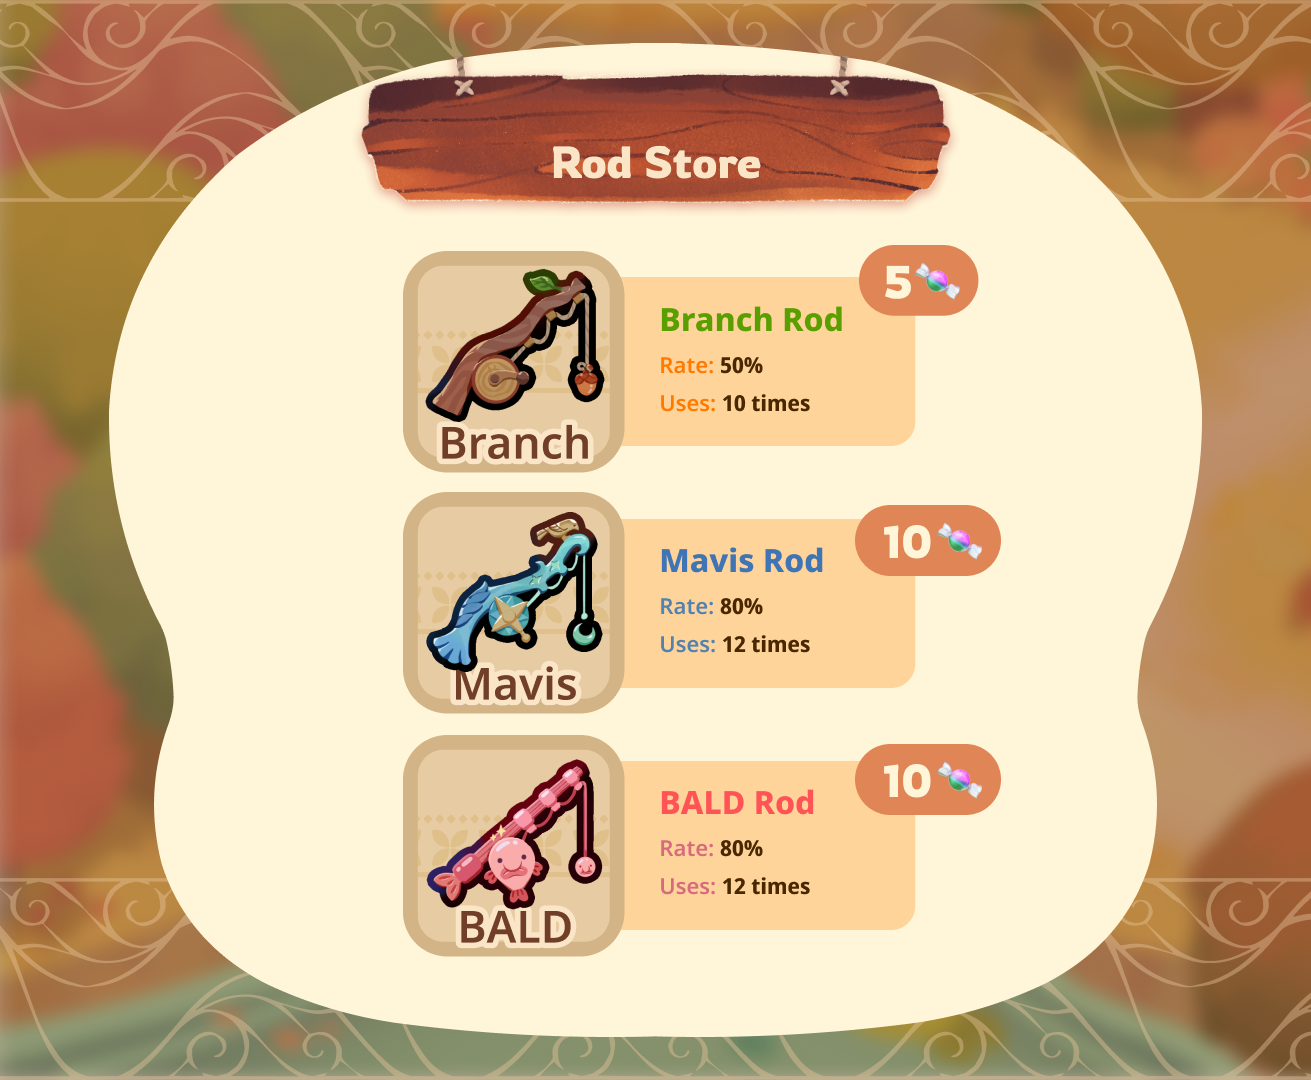 Rod Store
5
Branch Rod
Rate: 50%
Uses: 10 times
Branch
10
Mavis Rod
Rate: 80%
Uses: 12 times
Mavis
10
BALD Rod
Rate: 80%
Uses: 12 times
BALD